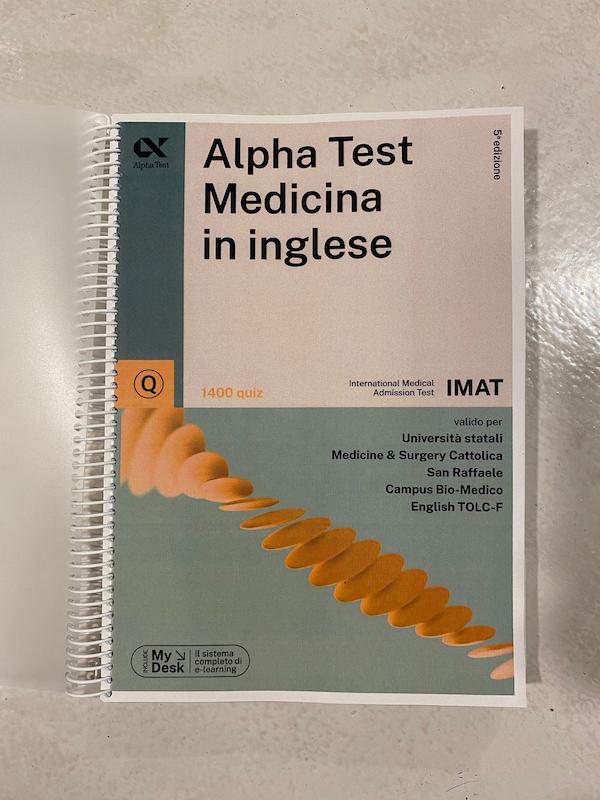 Alpha Test
Alpha Test
Medicina
in inglese
5ª edizione
Q
1400 quiz
International Medical
Admission Test
IMAT
valido per
Università statali
Medicine & Surgery Cattolica
San Raffaele
Campus Bio-Medico
English TOLC-F
INCLUDE
My
Desk
Il sistema
completo di
e-learning